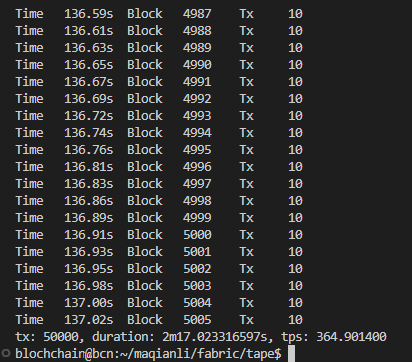 Time 136.59s Block 4987 Tx 10
Time 136.61s Block 4988 Tx 10
Time 136.63s Block 4989 Tx 10
Time 136.65s Block 4990 Tx 10
Time 136.67s Block 4991 Tx 10
Time 136.69s Block 4992 Tx 10
Time 136.72s Block 4993 Tx 10
Time 136.74s Block 4994 Tx 10
Time 136.76s Block 4995 Tx 10
Time 136.81s Block 4996 Tx 10
Time 136.83s Block 4997 Tx 10
Time 136.86s Block 4998 Tx 10
Time 136.89s Block 4999 Tx 10
Time 136.91s Block 5000 Tx 10
Time 136.93s Block 5001 Tx 10
Time 136.95s Block 5002 Tx 10
Time 136.98s Block 5003 Tx 10
Time 137.00s Block 5004 Tx 10
Time 137.02s Block 5005 Tx 10
tx: 50000, duration: 2m17.023316597s, tps: 364.901400
blochchain@bcn:~/maqianli/fabric/tape$